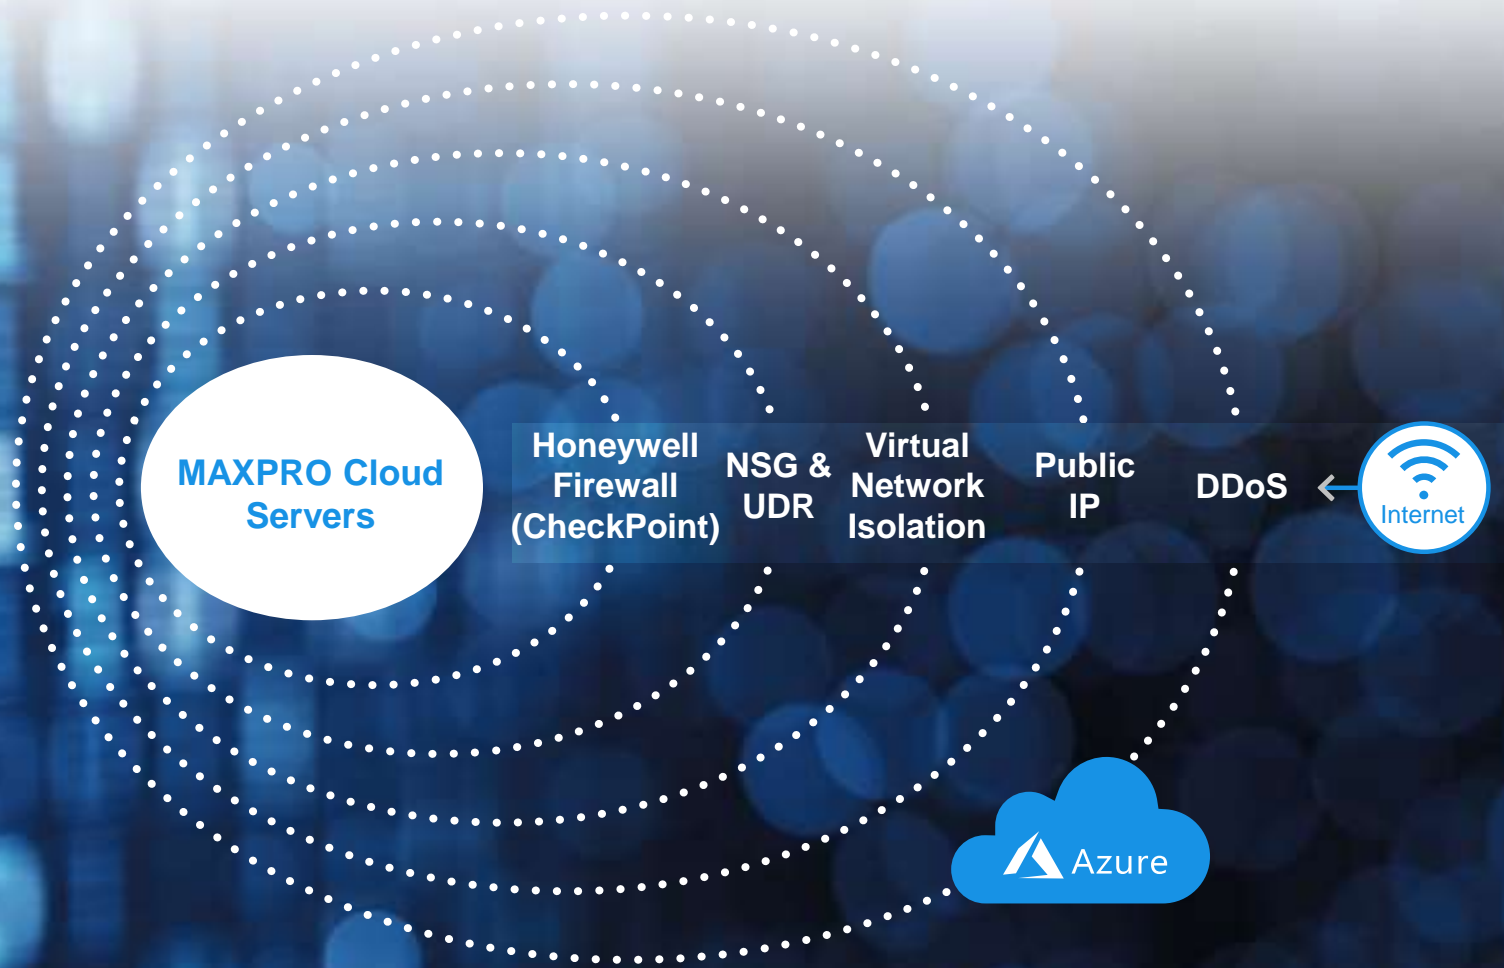 MAXPRO Cloud
Servers
Honeywell
Firewall
(CheckPoint)
NSG &
UDR
Virtual
Network
Isolation
Public
IP
DDoS
Internet
Azure